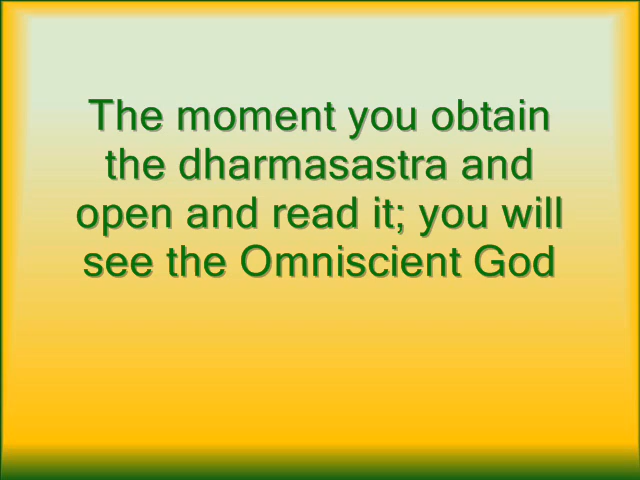 The moment you obtain
the dharmasastra and
open and read it; you will
see the Omniscient God